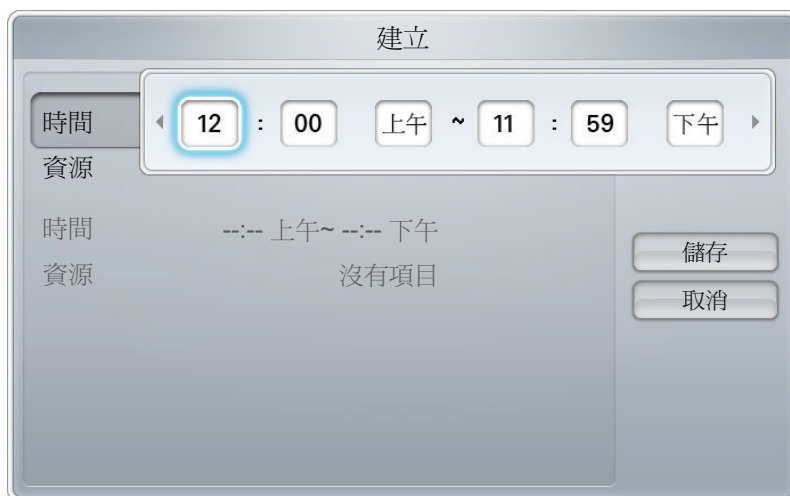 建立
時間 12 : 00 上午 ~ 11 : 59 下午
資源
時間 --:-- 上午~ --:-- 下午
資源 沒有項目
儲存
取消